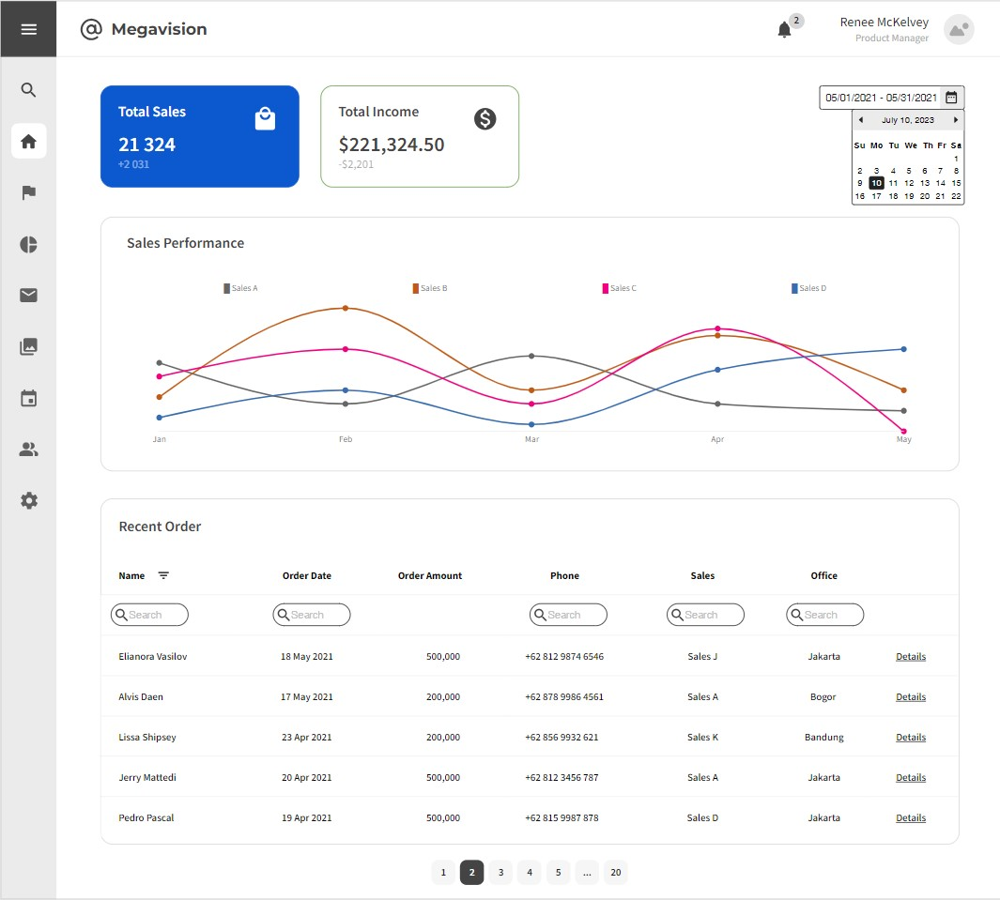 @ Megavision
2
Renee McKelvey
Product Manager
Total Sales
21 324
+2 031
Total Income
$221,324.50
-$2,201
05/01/2021 - 05/31/2021
July 10, 2023
Su Mo Tu We Th Fr Sa
1
2 3 4 5 6 7 8
9 10 11 12 13 14 15
16 17 18 19 20 21 22
Sales Performance
Sales A Sales B Sales C Sales D
Jan Feb Mar Apr May
Recent Order
Name Order Date Order Amount Phone Sales Office
Search Search Search Search Search
Elianora Vasilov 18 May 2021 500,000 +62 812 9874 6546 Sales J Jakarta Details
Alvis Daen 17 May 2021 200,000 +62 878 9986 4561 Sales A Bogor Details
Lissa Shipsey 23 Apr 2021 200,000 +62 856 9932 621 Sales K Bandung Details
Jerry Mattedi 20 Apr 2021 500,000 +62 812 3456 787 Sales A Jakarta Details
Pedro Pascal 19 Apr 2021 500,000 +62 815 9987 878 Sales D Jakarta Details
1 2 3 4 5 ... 20